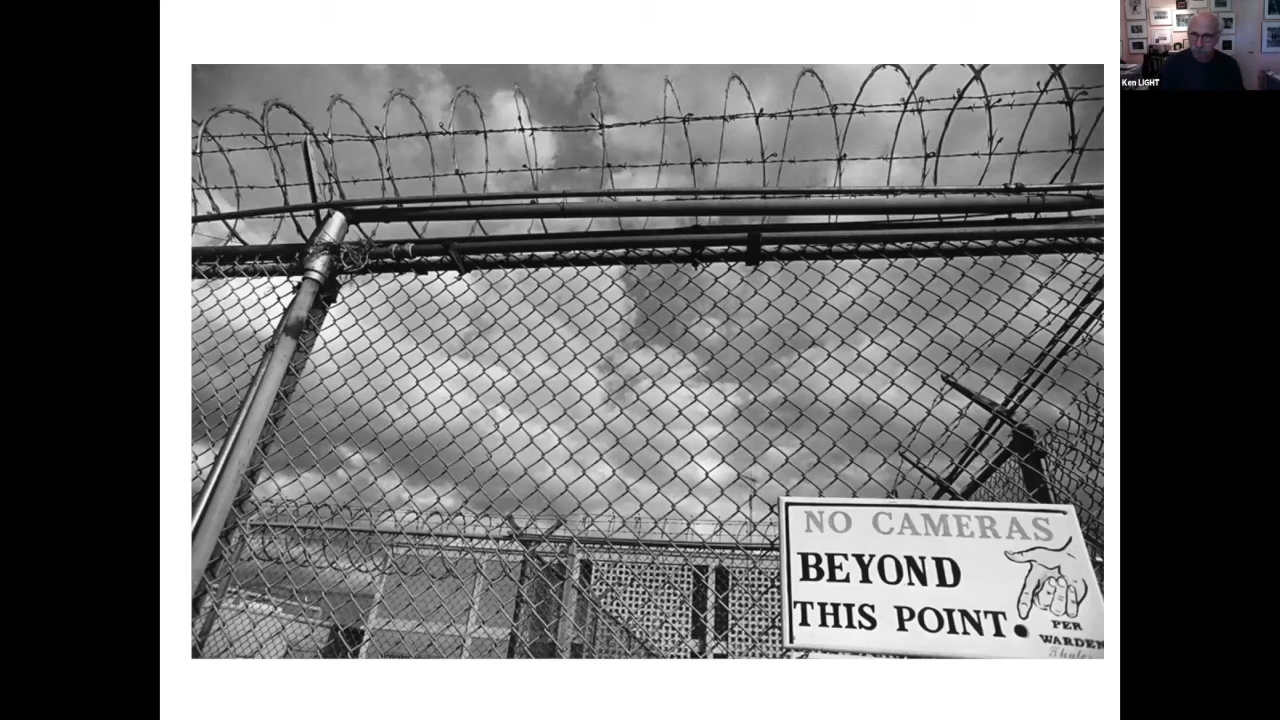 Ken LIGHT
NO CAMERAS
BEYOND
THIS POINT.
PER
WARDEN